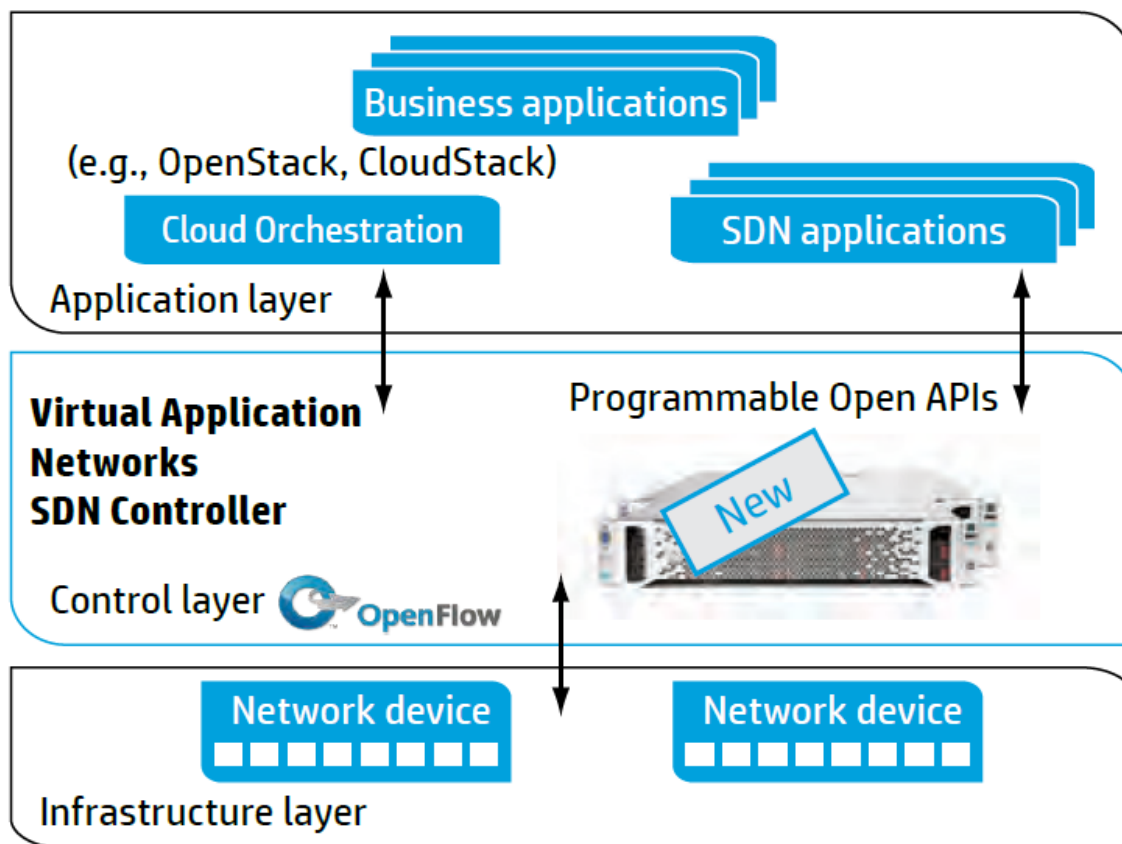 Business applications
(e.g., OpenStack, CloudStack)
Cloud Orchestration
SDN applications
Application layer
Virtual Application
Networks
SDN Controller
Programmable Open APIs
New
Control layer
OpenFlow
™
Network device
Network device
Infrastructure layer